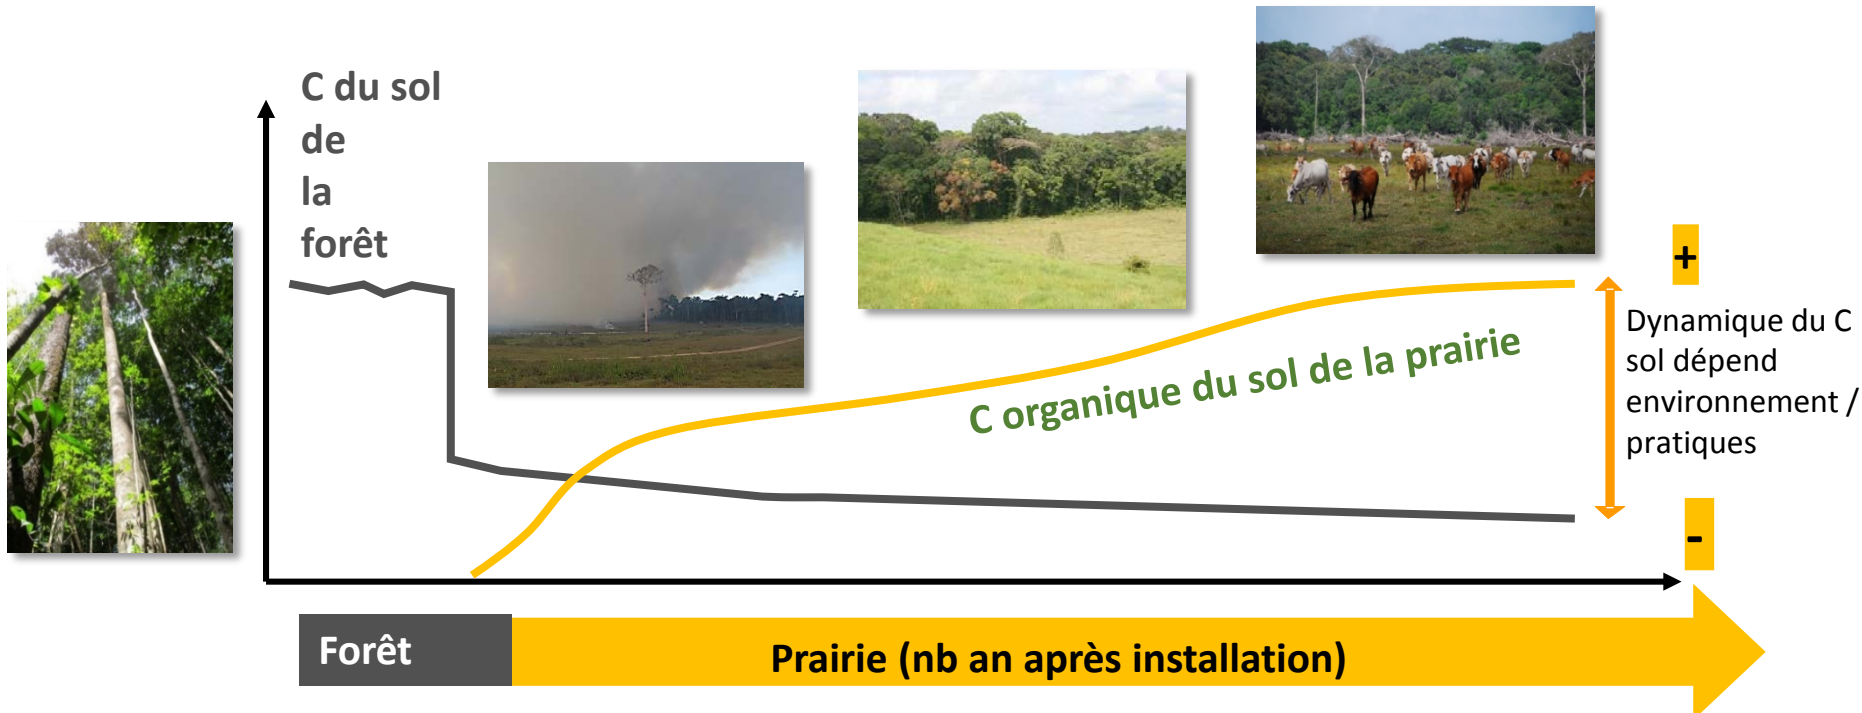 C du sol
de
la
forêt
C organique du sol de la prairie
+
Dynamique du C
sol dépend
environnement /
pratiques
-
Forêt
Prairie (nb an après installation)